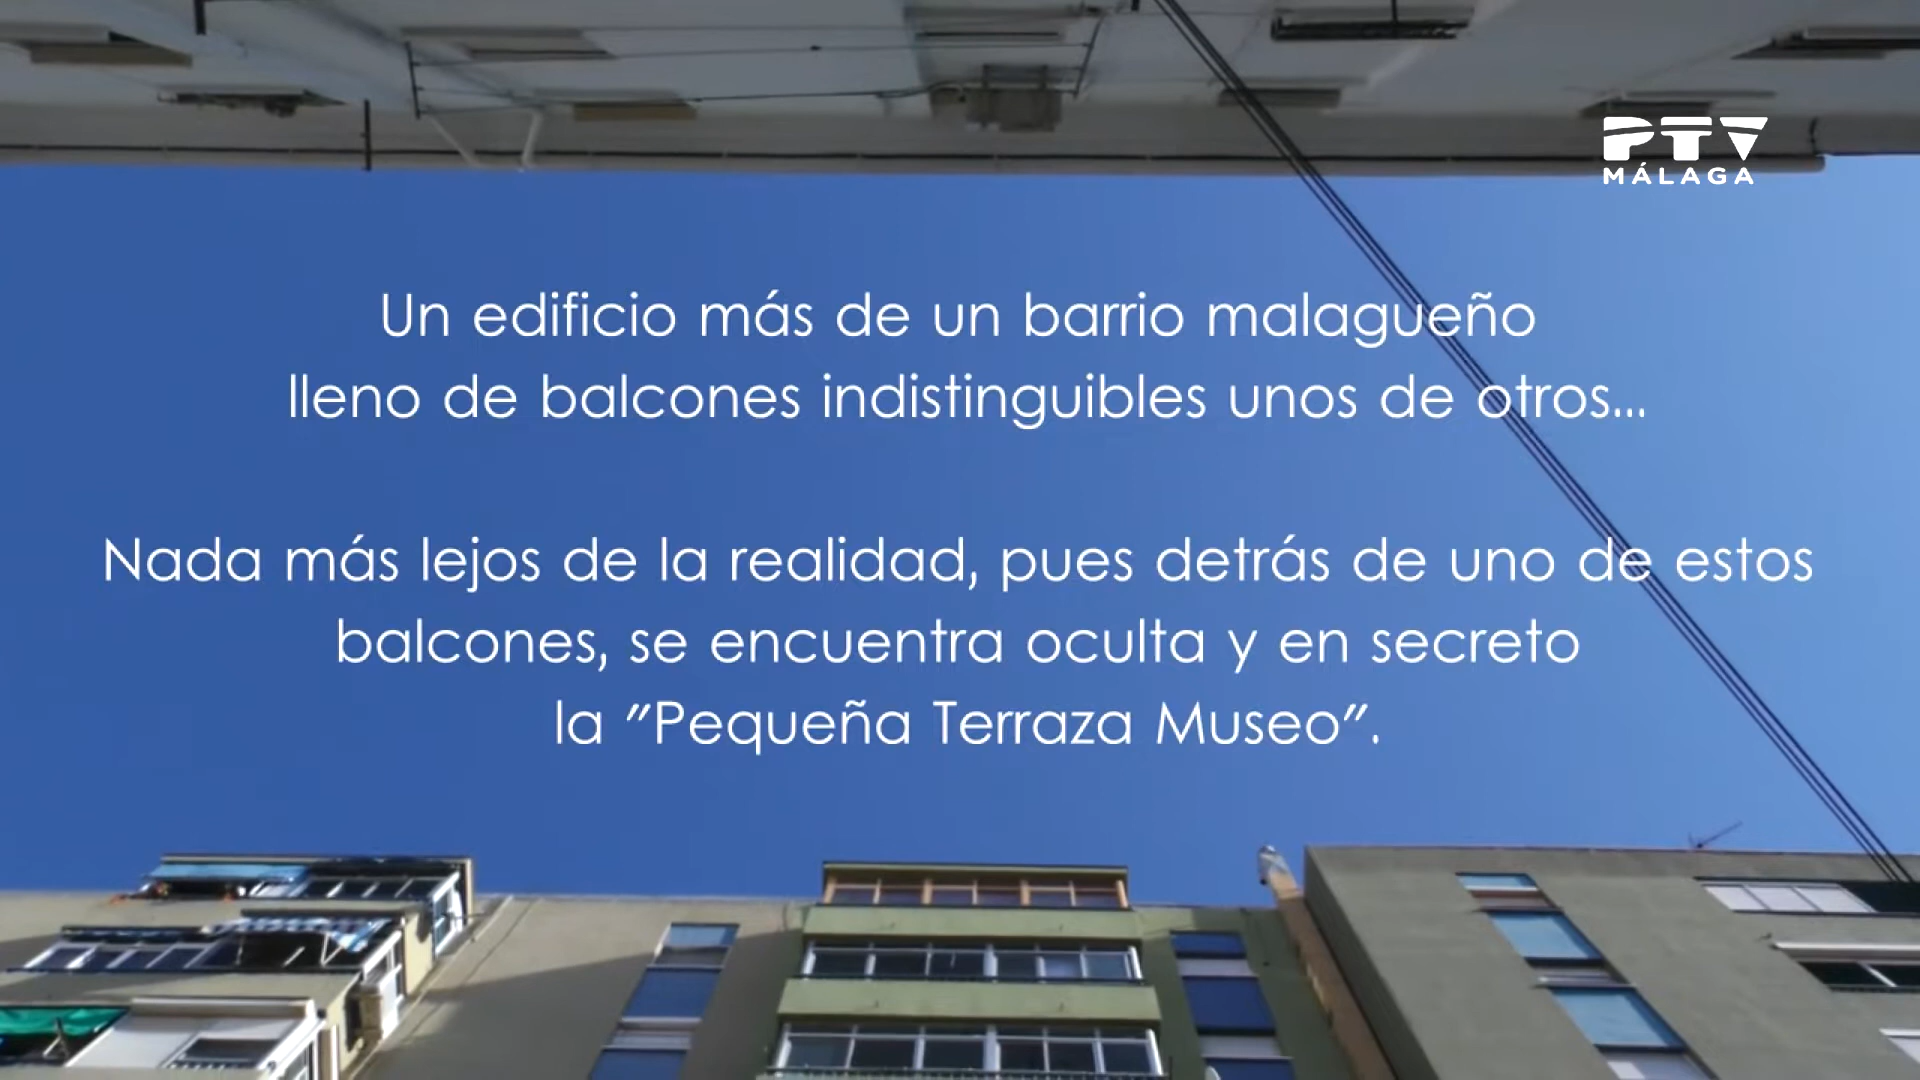 PTV
MÁLAGA
Un edificio más de un barrio malagueño
lleno de balcones indistinguibles unos de otros...
Nada más lejos de la realidad, pues detrás de uno de estos
balcones, se encuentra oculta y en secreto
la "Pequeña Terraza Museo".